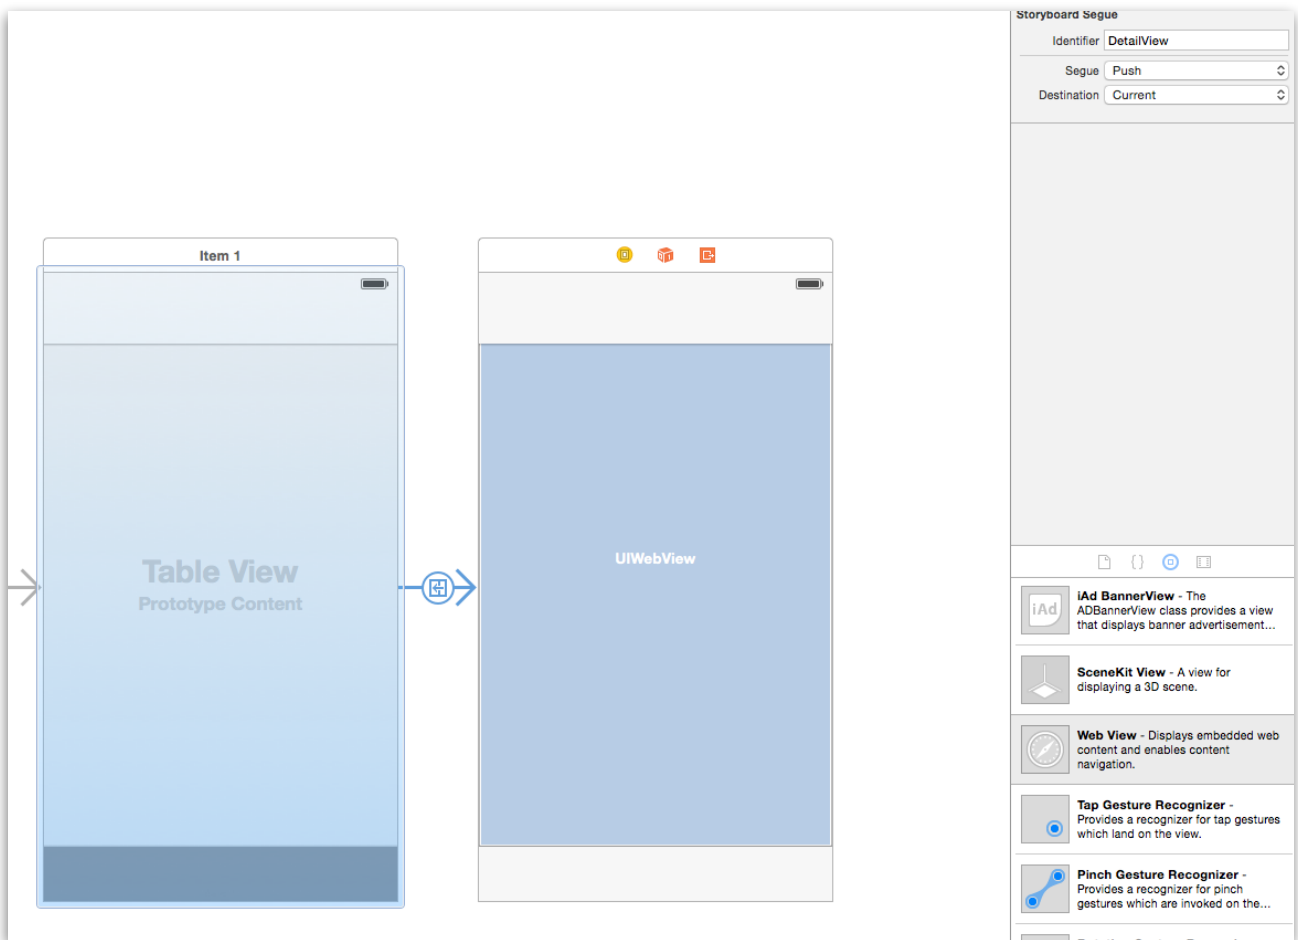 Storyboard Segue
Identifier DetailView
Segue Push
Destination Current
Item 1
Table View
Prototype Content
UIWebView
{}
iAd
iAd BannerView - The
ADBannerView class provides a view
that displays banner advertisement...
SceneKit View - A view for
displaying a 3D scene.
Web View - Displays embedded web
content and enables content
navigation.
Tap Gesture Recognizer -
Provides a recognizer for tap gestures
which land on the view.
Pinch Gesture Recognizer -
Provides a recognizer for pinch
gestures which are invoked on the...